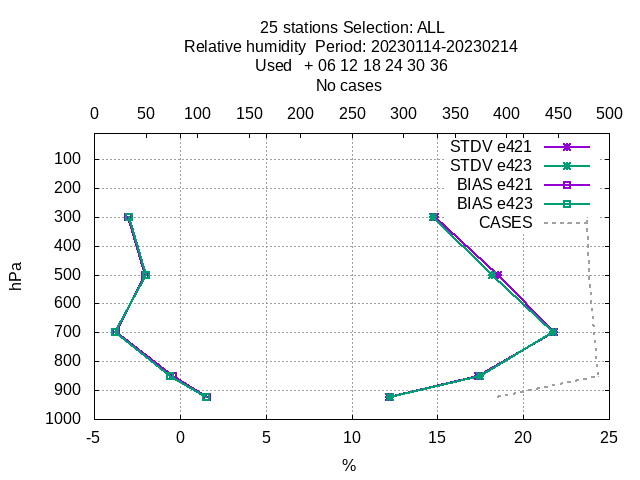 25 stations Selection: ALL
Relative humidity  Period: 20230114-20230214
Used   + 06 12 18 24 30 36
No cases
0 50 100 150 200 250 300 350 400 450 500
STDV e421
STDV e423
BIAS e421
BIAS e423
CASES
100
200
300
400
500
600
700
800
900
1000
hPa
-5 0 5 10 15 20 25
%